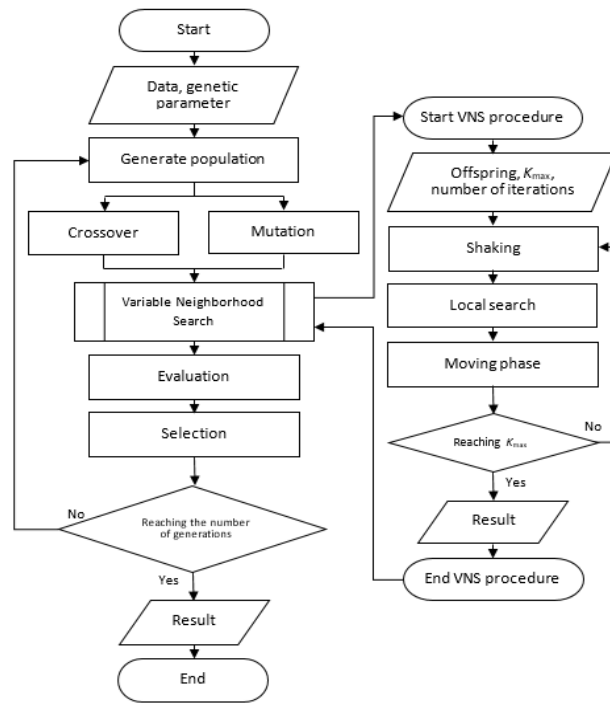 Start
Data, genetic
parameter
Generate population
Crossover
Mutation
Variable Neighborhood
Search
Evaluation
Selection
No
Reaching the number
of generations
Yes
Result
End
Start VNS procedure
Offspring, Kmax,
number of iterations
Shaking
Local search
Moving phase
No
Reaching Kmax
Yes
Result
End VNS procedure